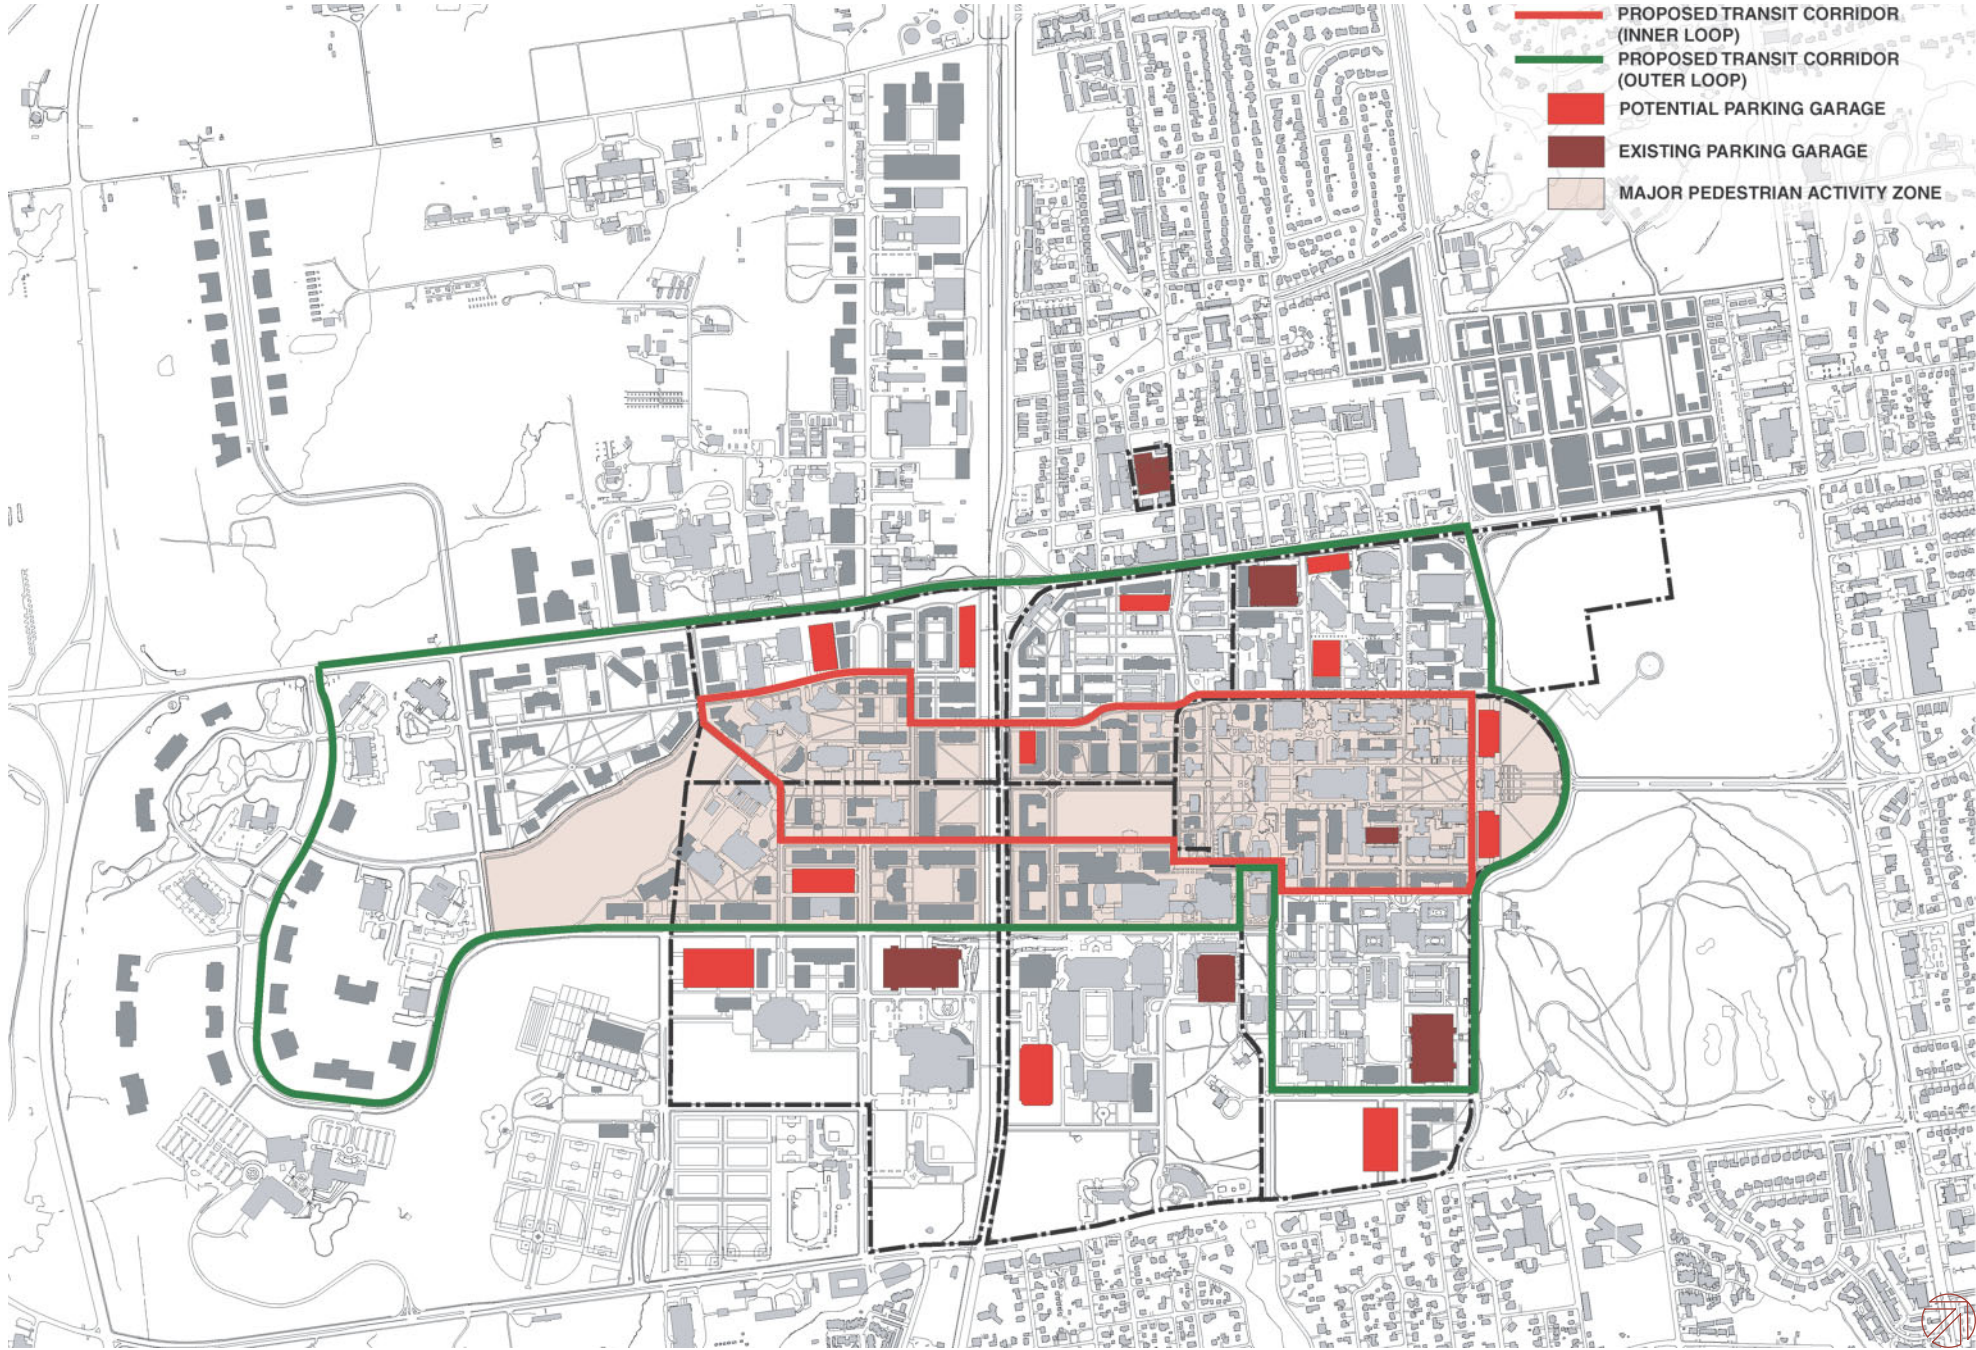 PROPOSED TRANSIT CORRIDOR
(INNER LOOP)
PROPOSED TRANSIT CORRIDOR
(OUTER LOOP)
POTENTIAL PARKING GARAGE
EXISTING PARKING GARAGE
MAJOR PEDESTRIAN ACTIVITY ZONE